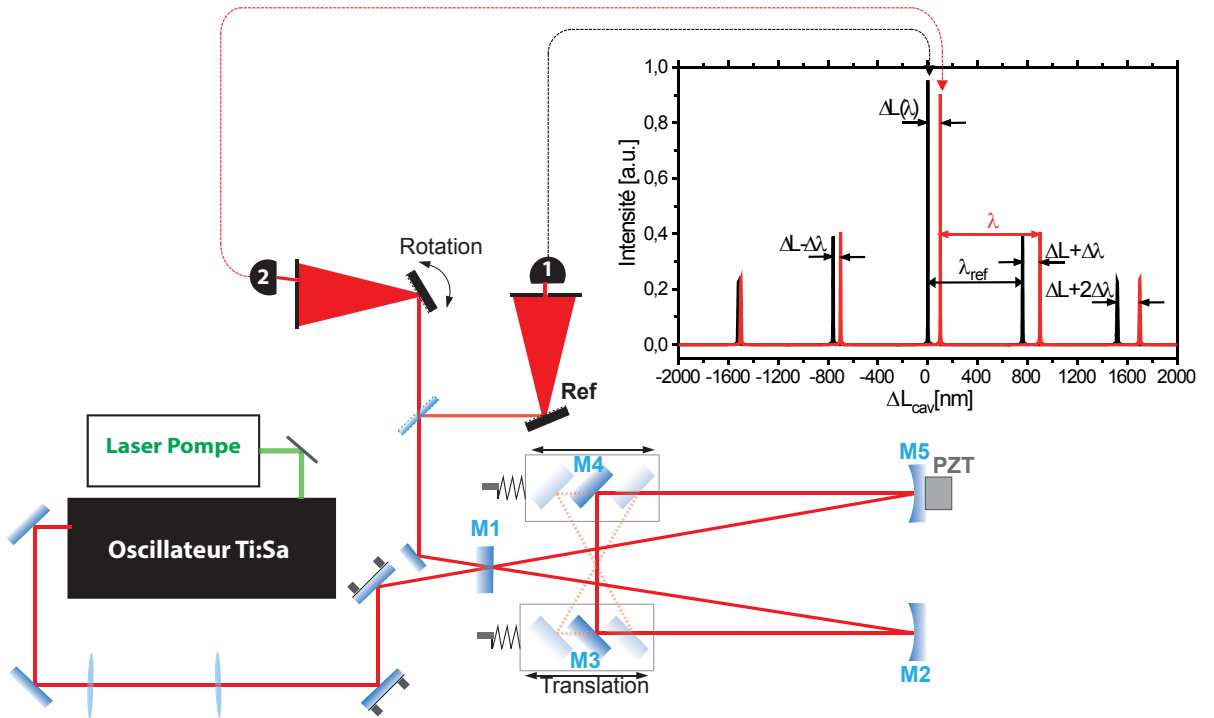 1,0
0,8
0,6
0,4
0,2
0,0
Intensité [a.u.]
ΔL(λ)
λ
ΔL-Δλ
ΔL+Δλ
λref
ΔL+2Δλ
-2000 -1600 -1200 -800 -400 0 400 800 1200 1600 2000
ΔLcav[nm]
Rotation
2
1
Ref
Laser Pompe
Oscillateur Ti:Sa
M1
M4
M5
PZT
M3
M2
Translation